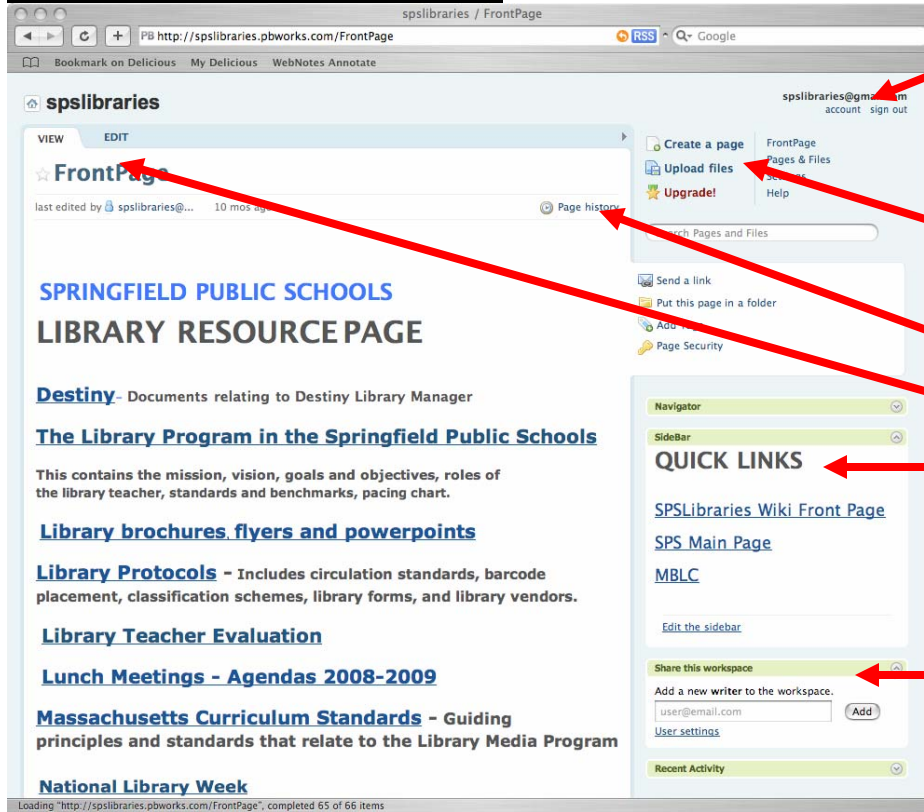 spslibraries / FrontPage
PB http://spslibraries.pbworks.com/FrontPage
RSS
Google
Bookmark on Delicious My Delicious WebNotes Annotate
spslibraries
VIEW EDIT
FrontPage
last edited by spslibraries@... 10 mos ago
Page history
SPRINGFIELD PUBLIC SCHOOLS
LIBRARY RESOURCE PAGE
Destiny- Documents relating to Destiny Library Manager
The Library Program in the Springfield Public Schools
This contains the mission, vision, goals and objectives, roles of
the library teacher, standards and benchmarks, pacing chart.
Library brochures, flyers and powerpoints
Library Protocols - Includes circulation standards, barcode
placement, classification schemes, library forms, and library vendors.
Library Teacher Evaluation
Lunch Meetings - Agendas 2008-2009
Massachusetts Curriculum Standards - Guiding
principles and standards that relate to the Library Media Program
National Library Week
Loading "http://spslibraries.pbworks.com/FrontPage", completed 65 of 66 items
account sign out
Create a page
Upload files
Upgrade!
FrontPage
Pages & Files
Settings
Help
Search Pages and Files
Send a link
Put this page in a folder
Add
Page Security
Navigator
SideBar
QUICK LINKS
SPSLibraries Wiki Front Page
SPS Main Page
MBLC
Edit the sidebar
Share this workspace
Add a new writer to the workspace.
user@email.com
Add
User settings
Recent Activity